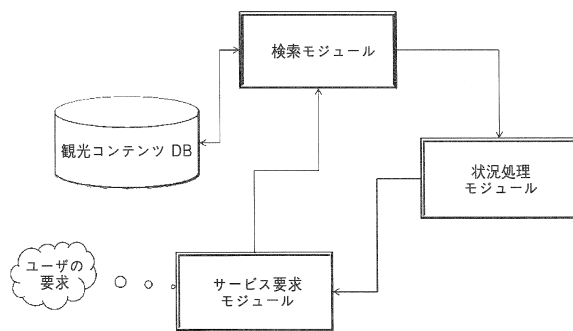 検索モジュール
観光コンテンツ DB
状況処理
モジュール
ユーザの
要求
サービス要求
モジュール